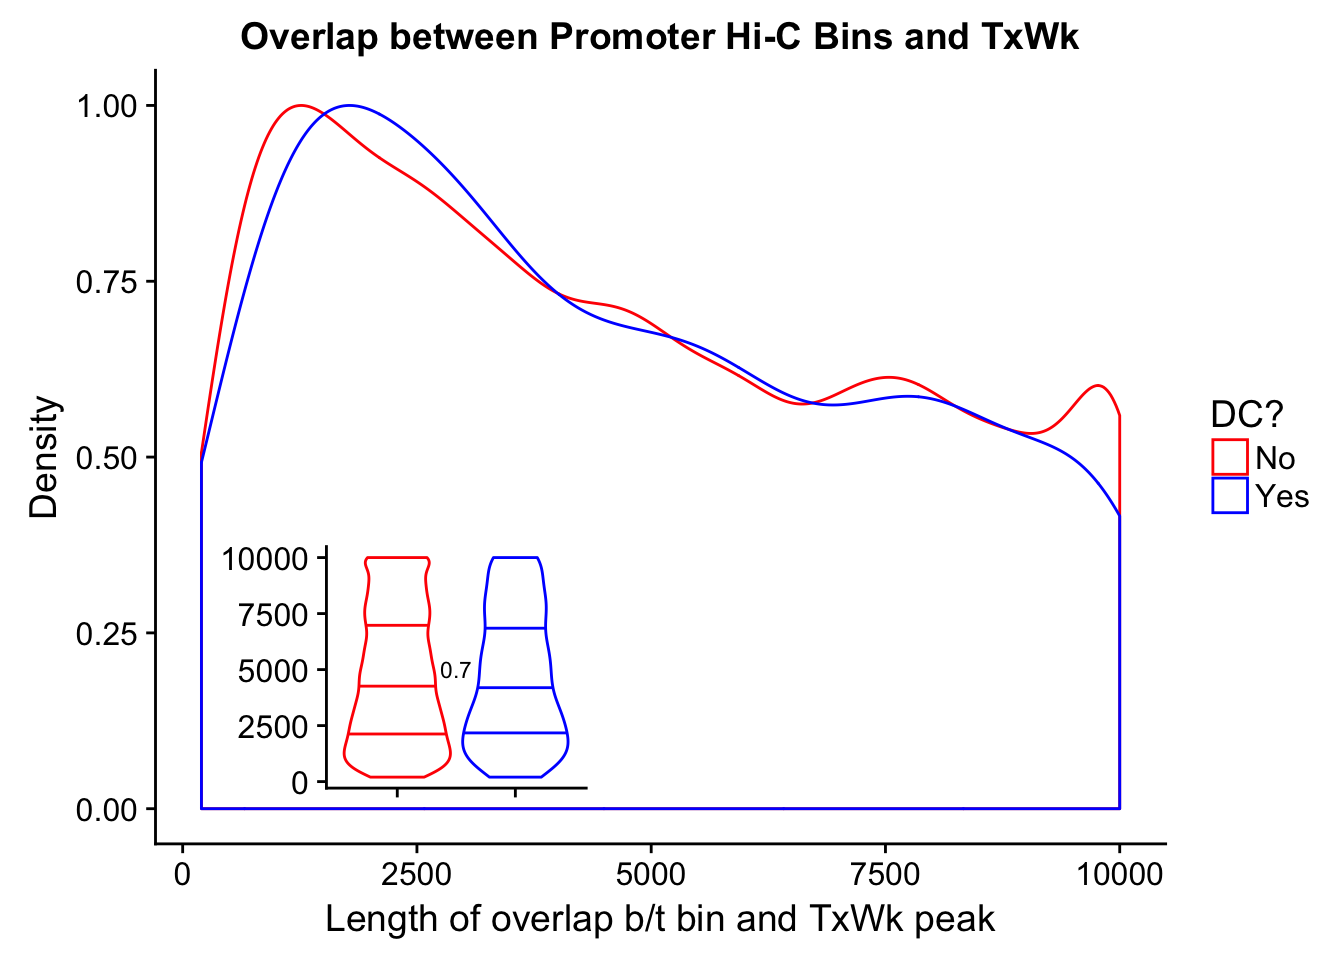 Overlap between Promoter Hi-C Bins and TxWk
1.00
0.75
0.50
0.25
0.00
Density
10000
7500
5000
2500
0
0.7
0
2500
5000
7500
10000
Length of overlap b/t bin and TxWk peak
DC?
No
Yes